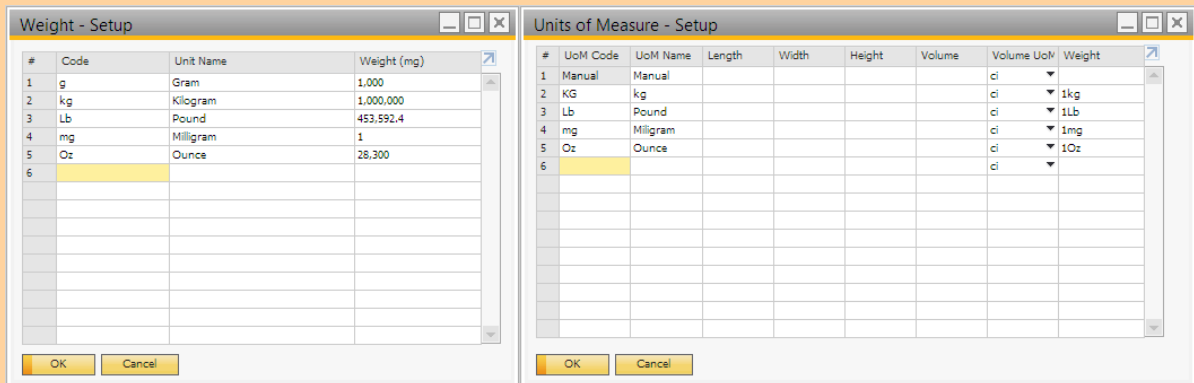 Weight - Setup
# Code Unit Name Weight (mg)
1 g Gram 1,000
2 kg Kilogram 1,000,000
3 Lb Pound 453,592.4
4 mg Milligram 1
5 Oz Ounce 28,300
6
OK Cancel
Units of Measure - Setup
# UoM Code UoM Name Length Width Height Volume Volume UoM Weight
1 Manual Manual ci
2 KG kg ci 1kg
3 Lb Pound ci 1Lb
4 mg Miligram ci 1mg
5 Oz Ounce ci 1Oz
6 ci
OK Cancel